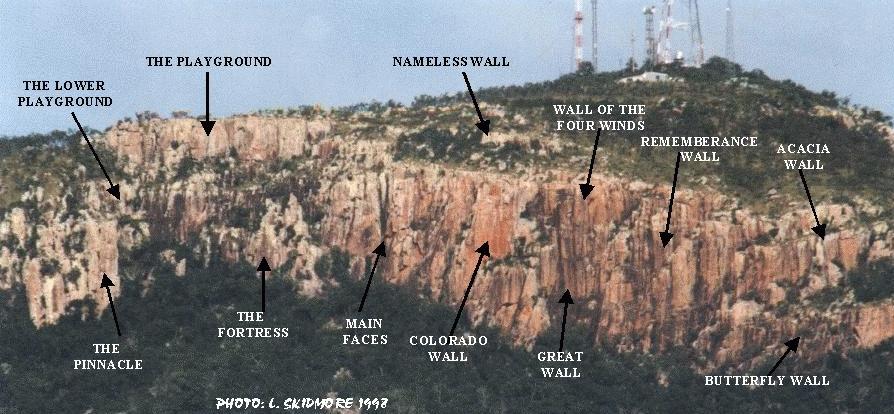 THE PLAYGROUND
NAMELESS WALL
THE LOWER
PLAYGROUND
WALL OF THE
FOUR WINDS
REMEMBERANCE
WALL
ACACIA
WALL
THE
FORTRESS
MAIN
FACES
COLORADO
WALL
THE
PINNACLE
GREAT
WALL
BUTTERFLY WALL
PHOTO: L. SKIDMORE 1998